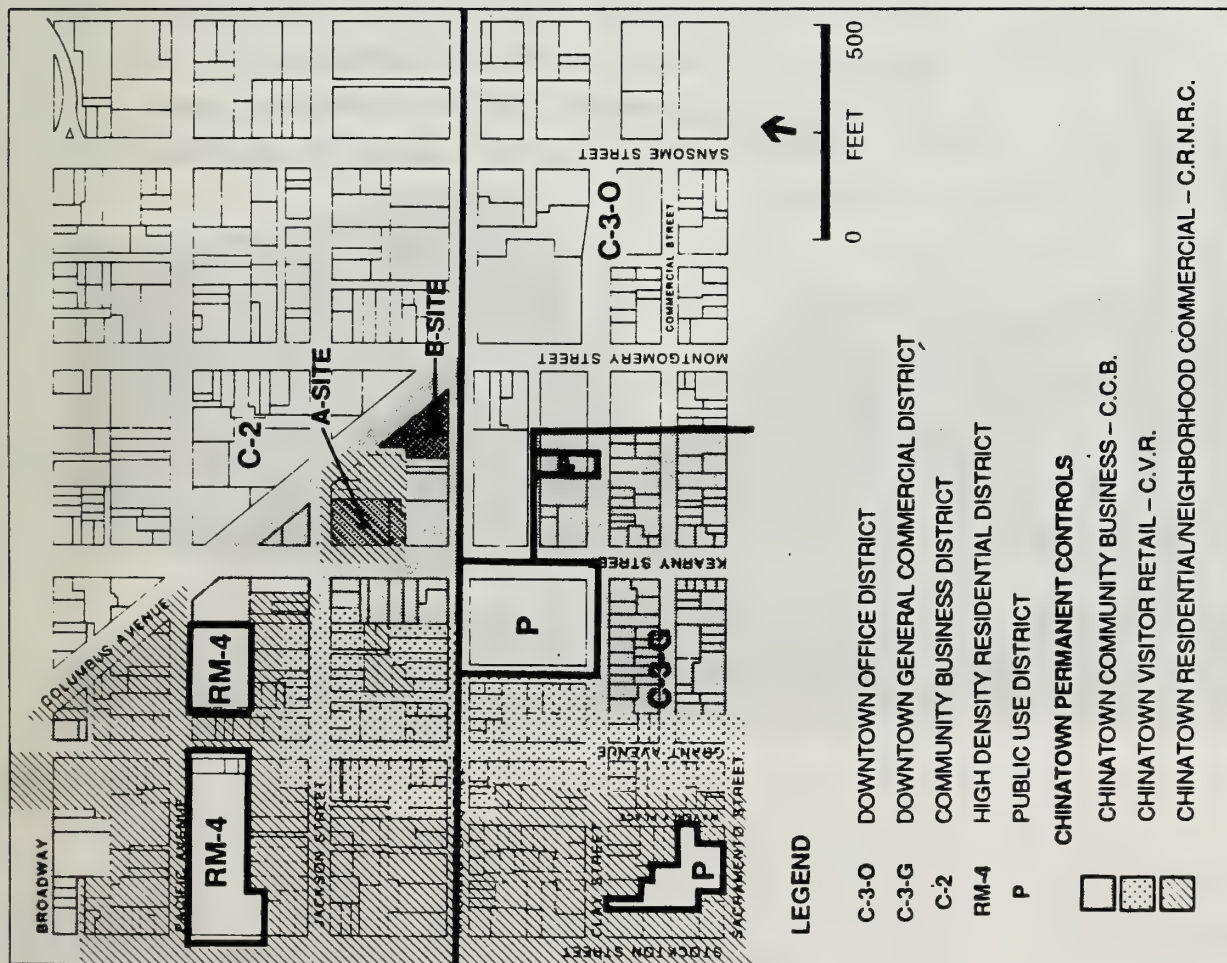 BROADWAY
COLUMBUS AVENUE
PACIFIC AVENUE
RM-4
RM-4
C-2
A-SITE
B-SITE
JACKSON STREET
P
P
C-3-O
C-3-G
P
STOCKTON STREET
CLAY STREET
SACRAMENTO STREET
GRANT AVENUE
KEARNY STREET
MONTGOMERY STREET
COMMERCIAL STREET
SANSOME STREET
0 500
FEET
LEGEND
C-3-O DOWNTOWN OFFICE DISTRICT
C-3-G DOWNTOWN GENERAL COMMERCIAL DISTRICT
C-2 COMMUNITY BUSINESS DISTRICT
RM-4 HIGH DENSITY RESIDENTIAL DISTRICT
P PUBLIC USE DISTRICT
CHINATOWN PERMANENT CONTROLS
CHINATOWN COMMUNITY BUSINESS – C.C.B.
CHINATOWN VISITOR RETAIL – C.V.R.
CHINATOWN RESIDENTIAL/NEIGHBORHOOD COMMERCIAL – C.R.N.R.C.